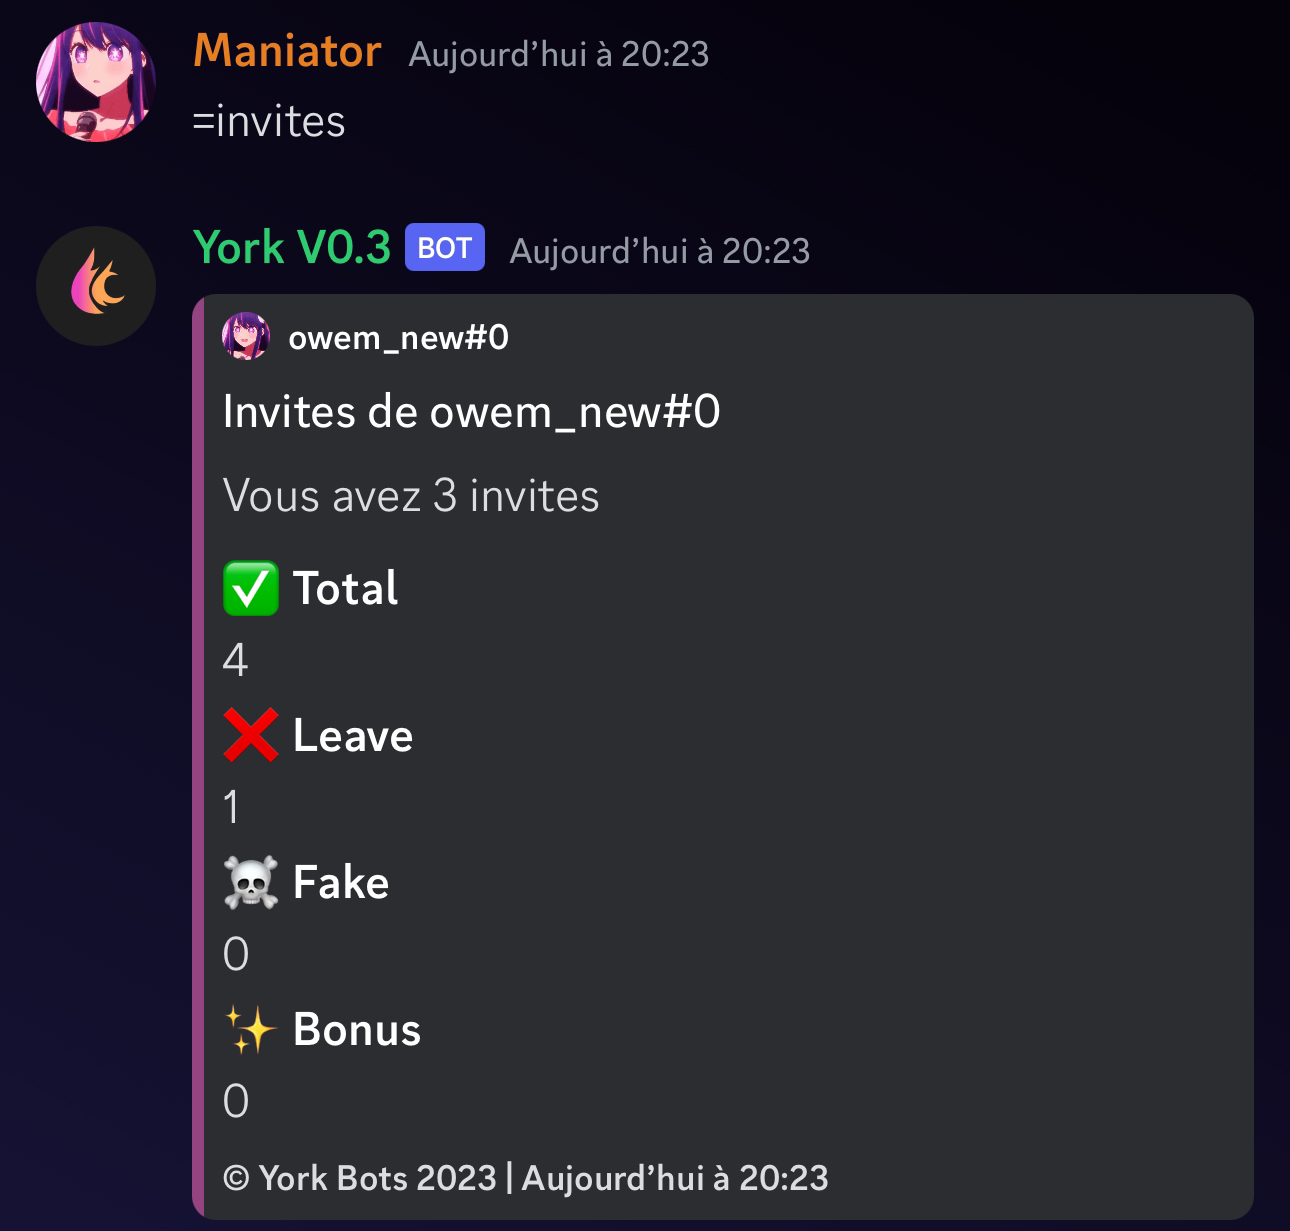 Maniator Aujourd’hui à 20:23
=invites
York V0.3 BOT Aujourd’hui à 20:23
owem_new#0
Invites de owem_new#0
Vous avez 3 invites
✅ Total
4
❌ Leave
1
☠️ Fake
0
✨ Bonus
0
© York Bots 2023 | Aujourd’hui à 20:23